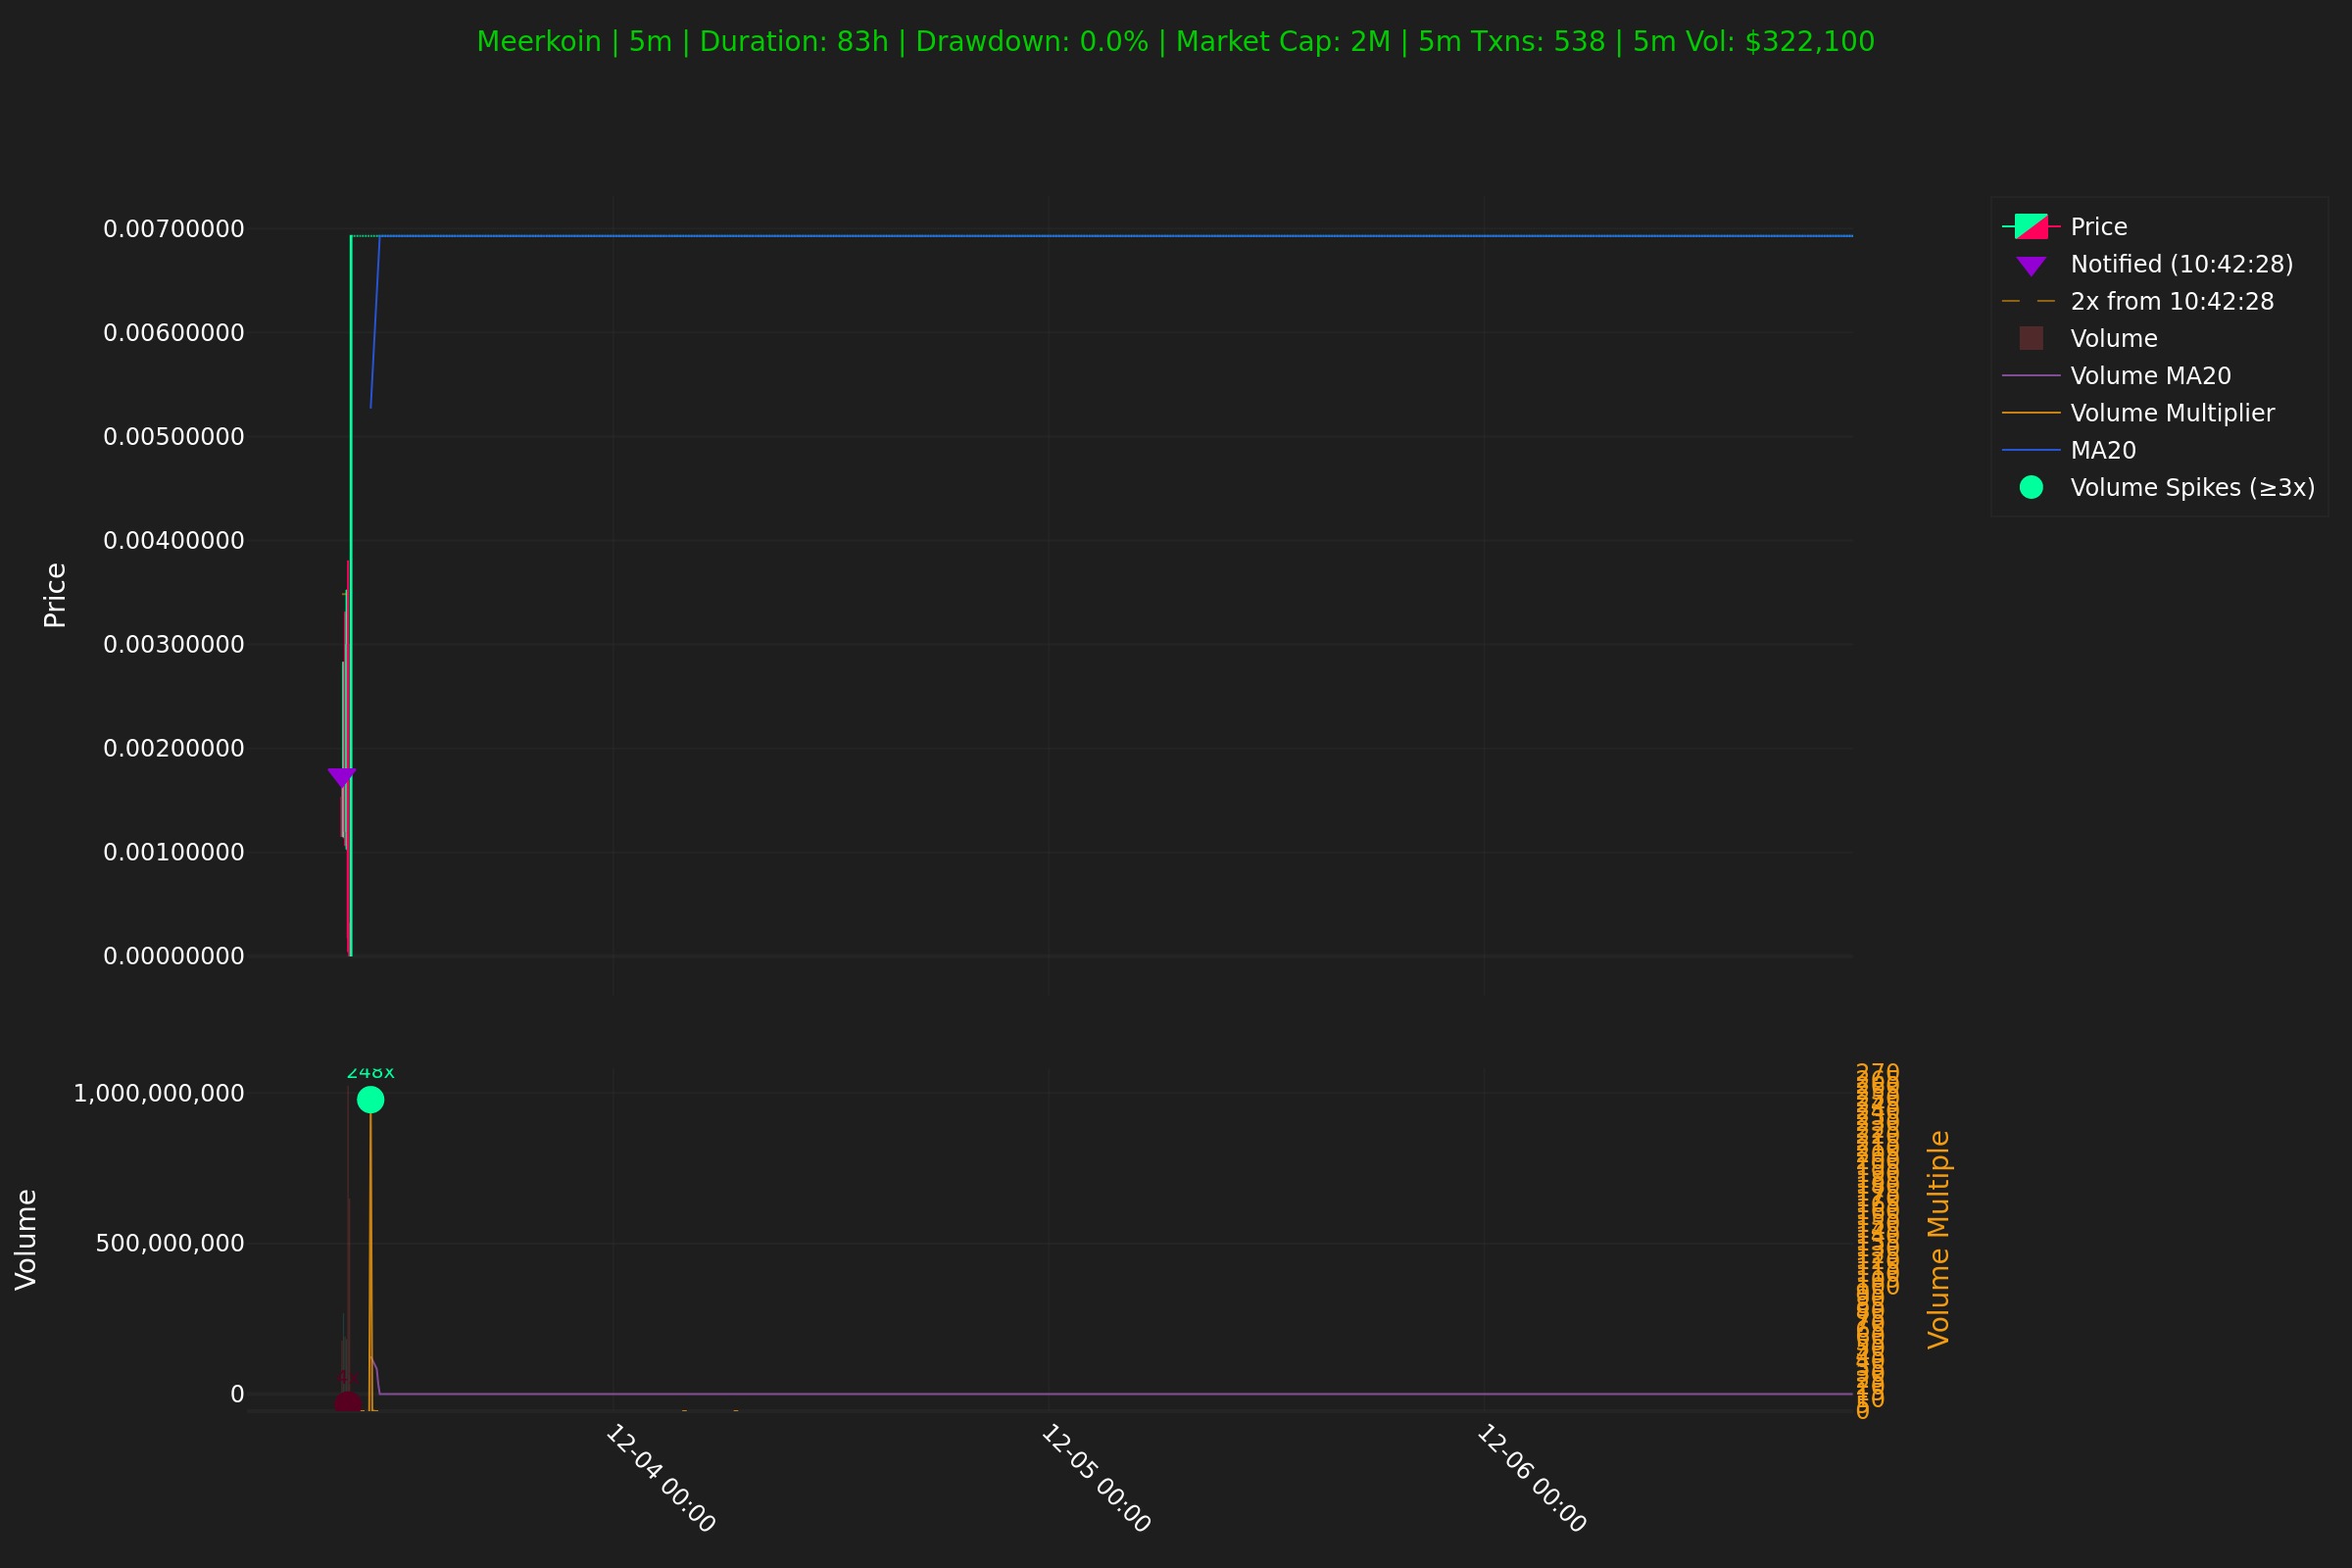 Meerkoin | 5m | Duration: 83h | Drawdown: 0.0% | Market Cap: 2M | 5m Txns: 538 | 5m Vol: $322,100
Price
0.00700000
0.00600000
0.00500000
0.00400000
0.00300000
0.00200000
0.00100000
0.00000000
Price
Notified (10:42:28)
2x from 10:42:28
Volume
Volume MA20
Volume Multiplier
MA20
Volume Spikes (≥3x)
248x
Volume
1,000,000,000
500,000,000
0
270
0
Volume Multiple
12-04 00:00
12-05 00:00
12-06 00:00